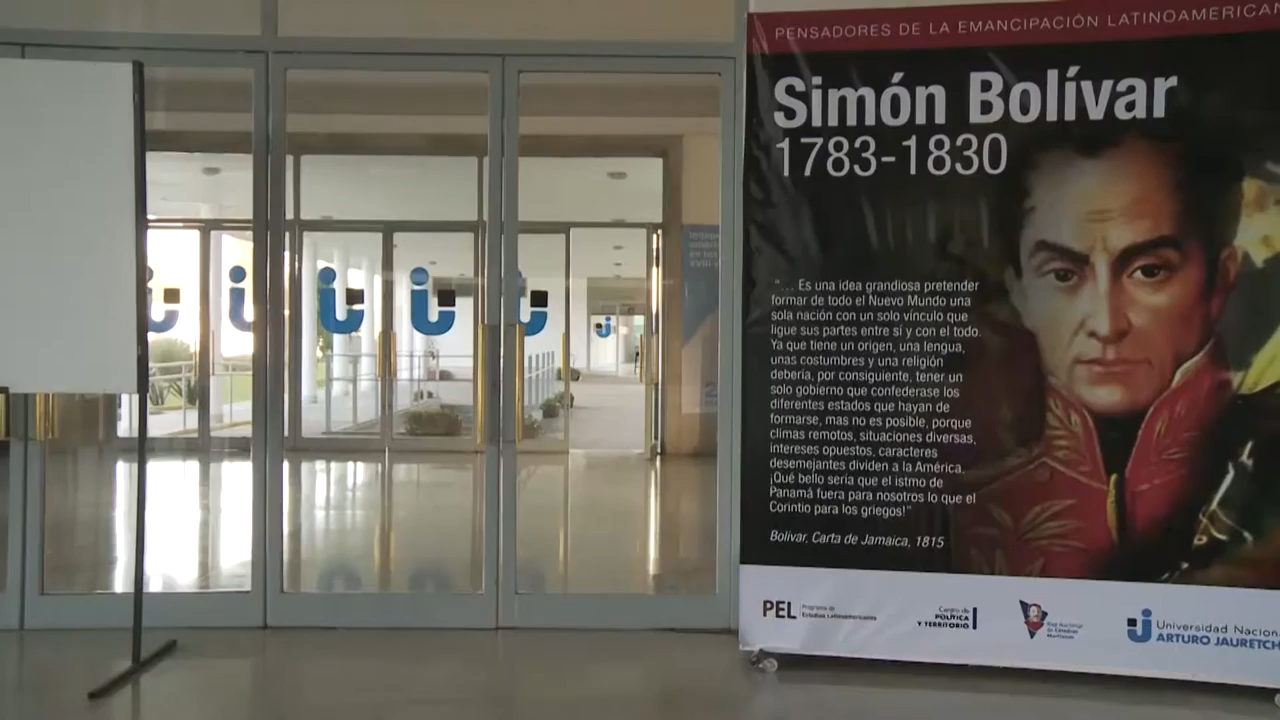 PENSADORES DE LA EMANCIPACIÓN LATINOAMERICAN
Simón Bolívar
1783-1830
"... Es una idea grandiosa pretender
formar de todo el Nuevo Mundo una
sola nación con un solo vínculo que
ligue sus partes entre sí y con el todo.
Ya que tiene un origen, una lengua,
unas costumbres y una religión
debería, por consiguiente, tener un
solo gobierno que confederase los
diferentes estados que hayan de
formarse, mas no es posible, porque
climas remotos, situaciones diversas,
intereses opuestos, caracteres
desemejantes dividen a la América.
¡Qué bello sería que el istmo de
Panamá fuera para nosotros lo que el
Corintio para los griegos!"
Bolívar, Carta de Jamaica, 1815
PEL
Programa de
Estudios Latinoamericanos
Centro de
POLÍTICA
Y TERRITORIO
Universidad Naciona
ARTURO JAURETCH